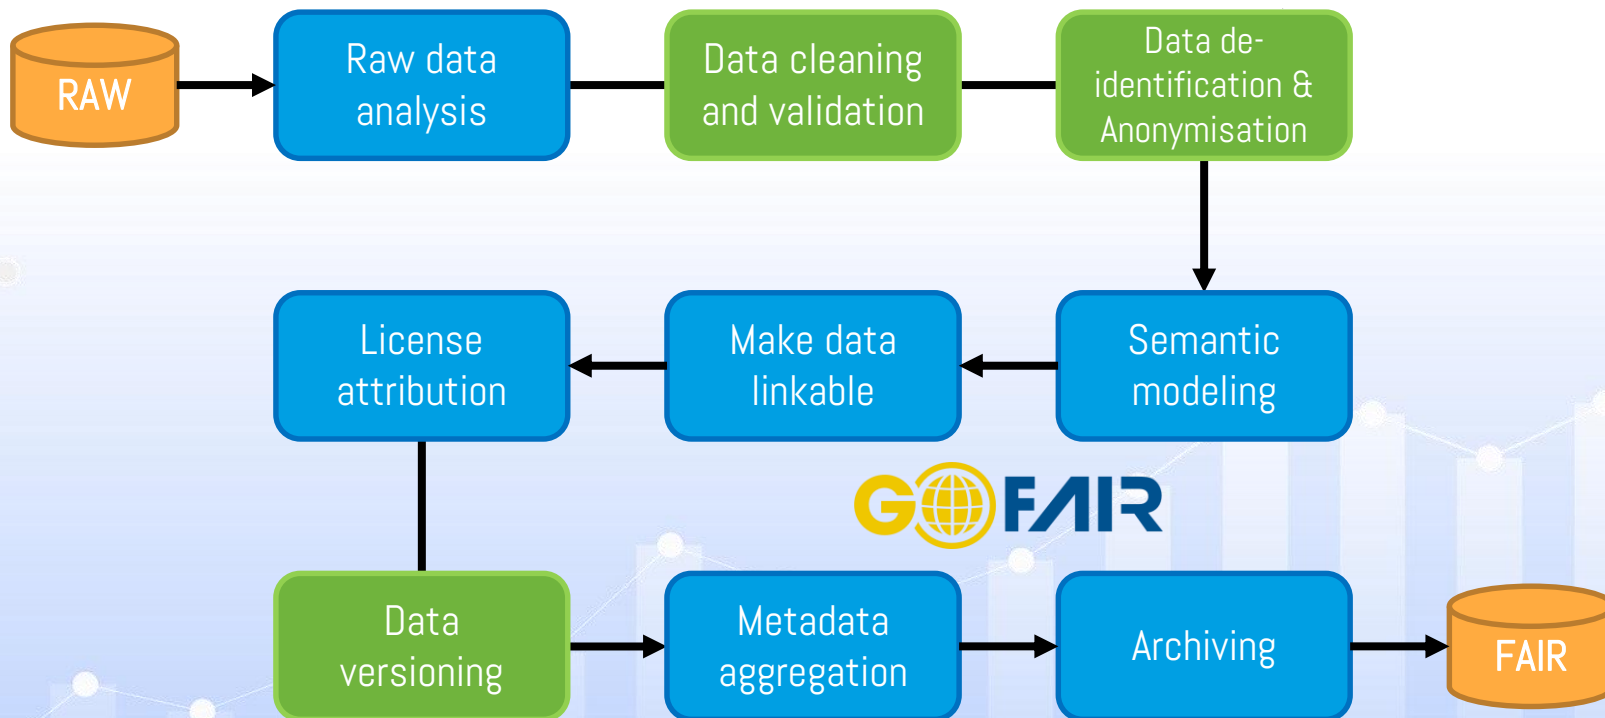 RAW
Raw data
analysis
Data cleaning
and validation
Data de-
identification &
Anonymisation
License
attribution
Make data
linkable
Semantic
modeling
GO FAIR
Data
versioning
Metadata
aggregation
Archiving
FAIR